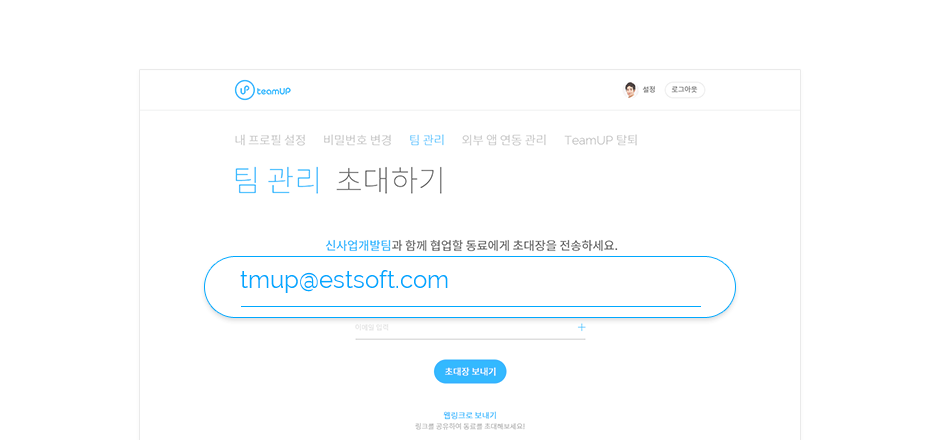 teamUP 설정 로그아웃
내 프로필 설정 비밀번호 변경 팀 관리 외부 앱 연동 관리 TeamUP 탈퇴
팀 관리 초대하기
신사업개발팀과 함께 협업할 동료에게 초대장을 전송하세요.
tmup@estsoft.com
이메일 입력 +
초대장 보내기
웹링크로 보내기
링크를 공유하여 동료를 초대해보세요!